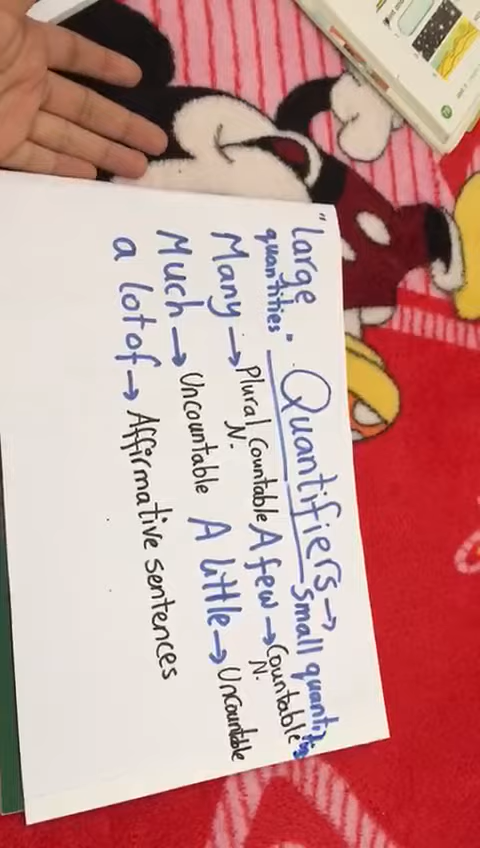 Quantifiers →
"Large
quantities"
small quantities
Many → Plural Countable
N.
A few → Countable
N.
Much → Uncountable
A little → Uncountable
a lot of → Affirmative sentences